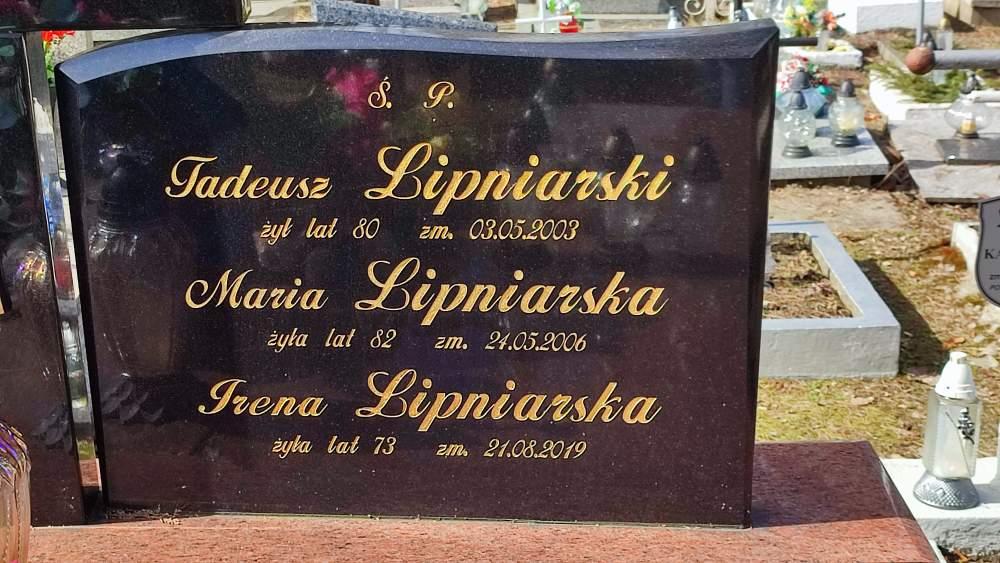 Ś. P.
Tadeusz Lipniarski
żył lat 80 zm. 03.05.2003
Maria Lipniarska
żyła lat 82 zm. 24.05.2006
Irena Lipniarska
żyła lat 73 zm. 21.08.2019